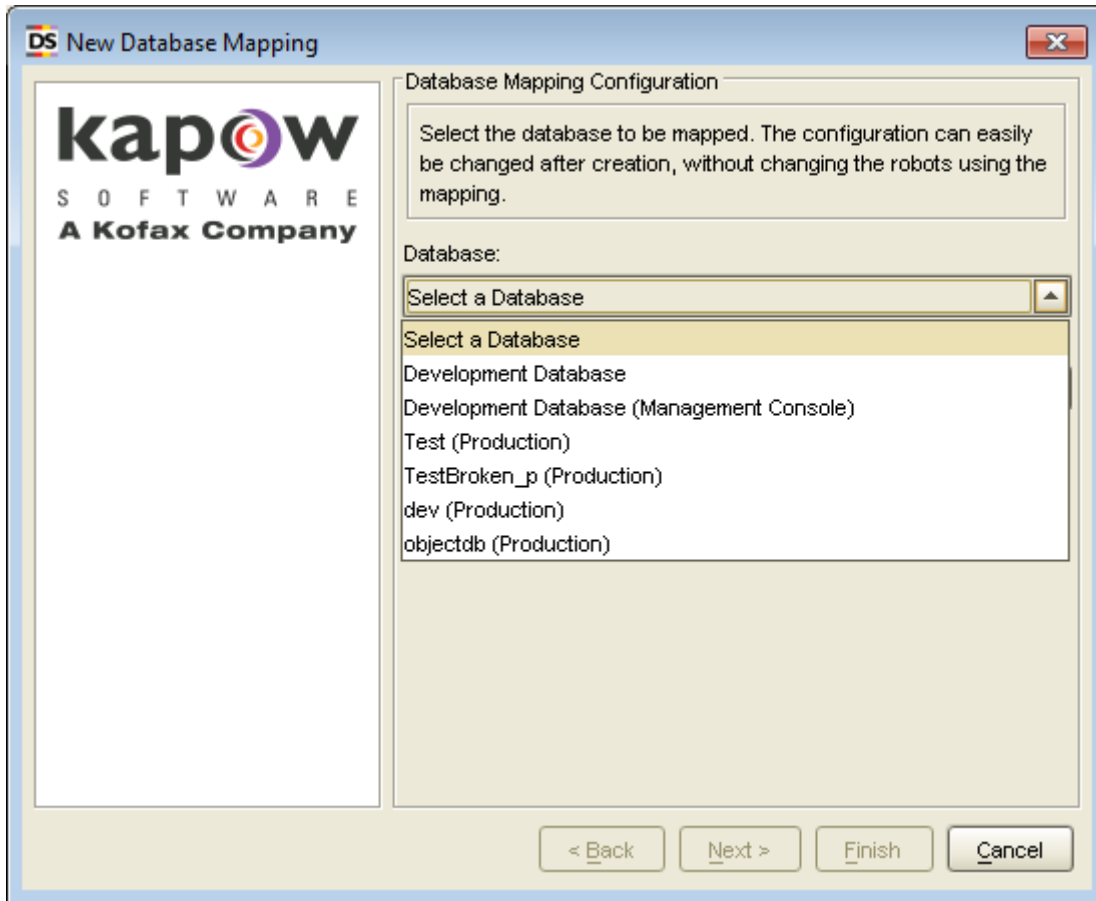 DS New Database Mapping
kapow
SOFTWARE
A Kofax Company
Database Mapping Configuration
Select the database to be mapped. The configuration can easily
be changed after creation, without changing the robots using the
mapping.
Database:
Select a Database
Select a Database
Development Database
Development Database (Management Console)
Test (Production)
TestBroken_p (Production)
dev (Production)
objectdb (Production)
< Back Next > Finish Cancel